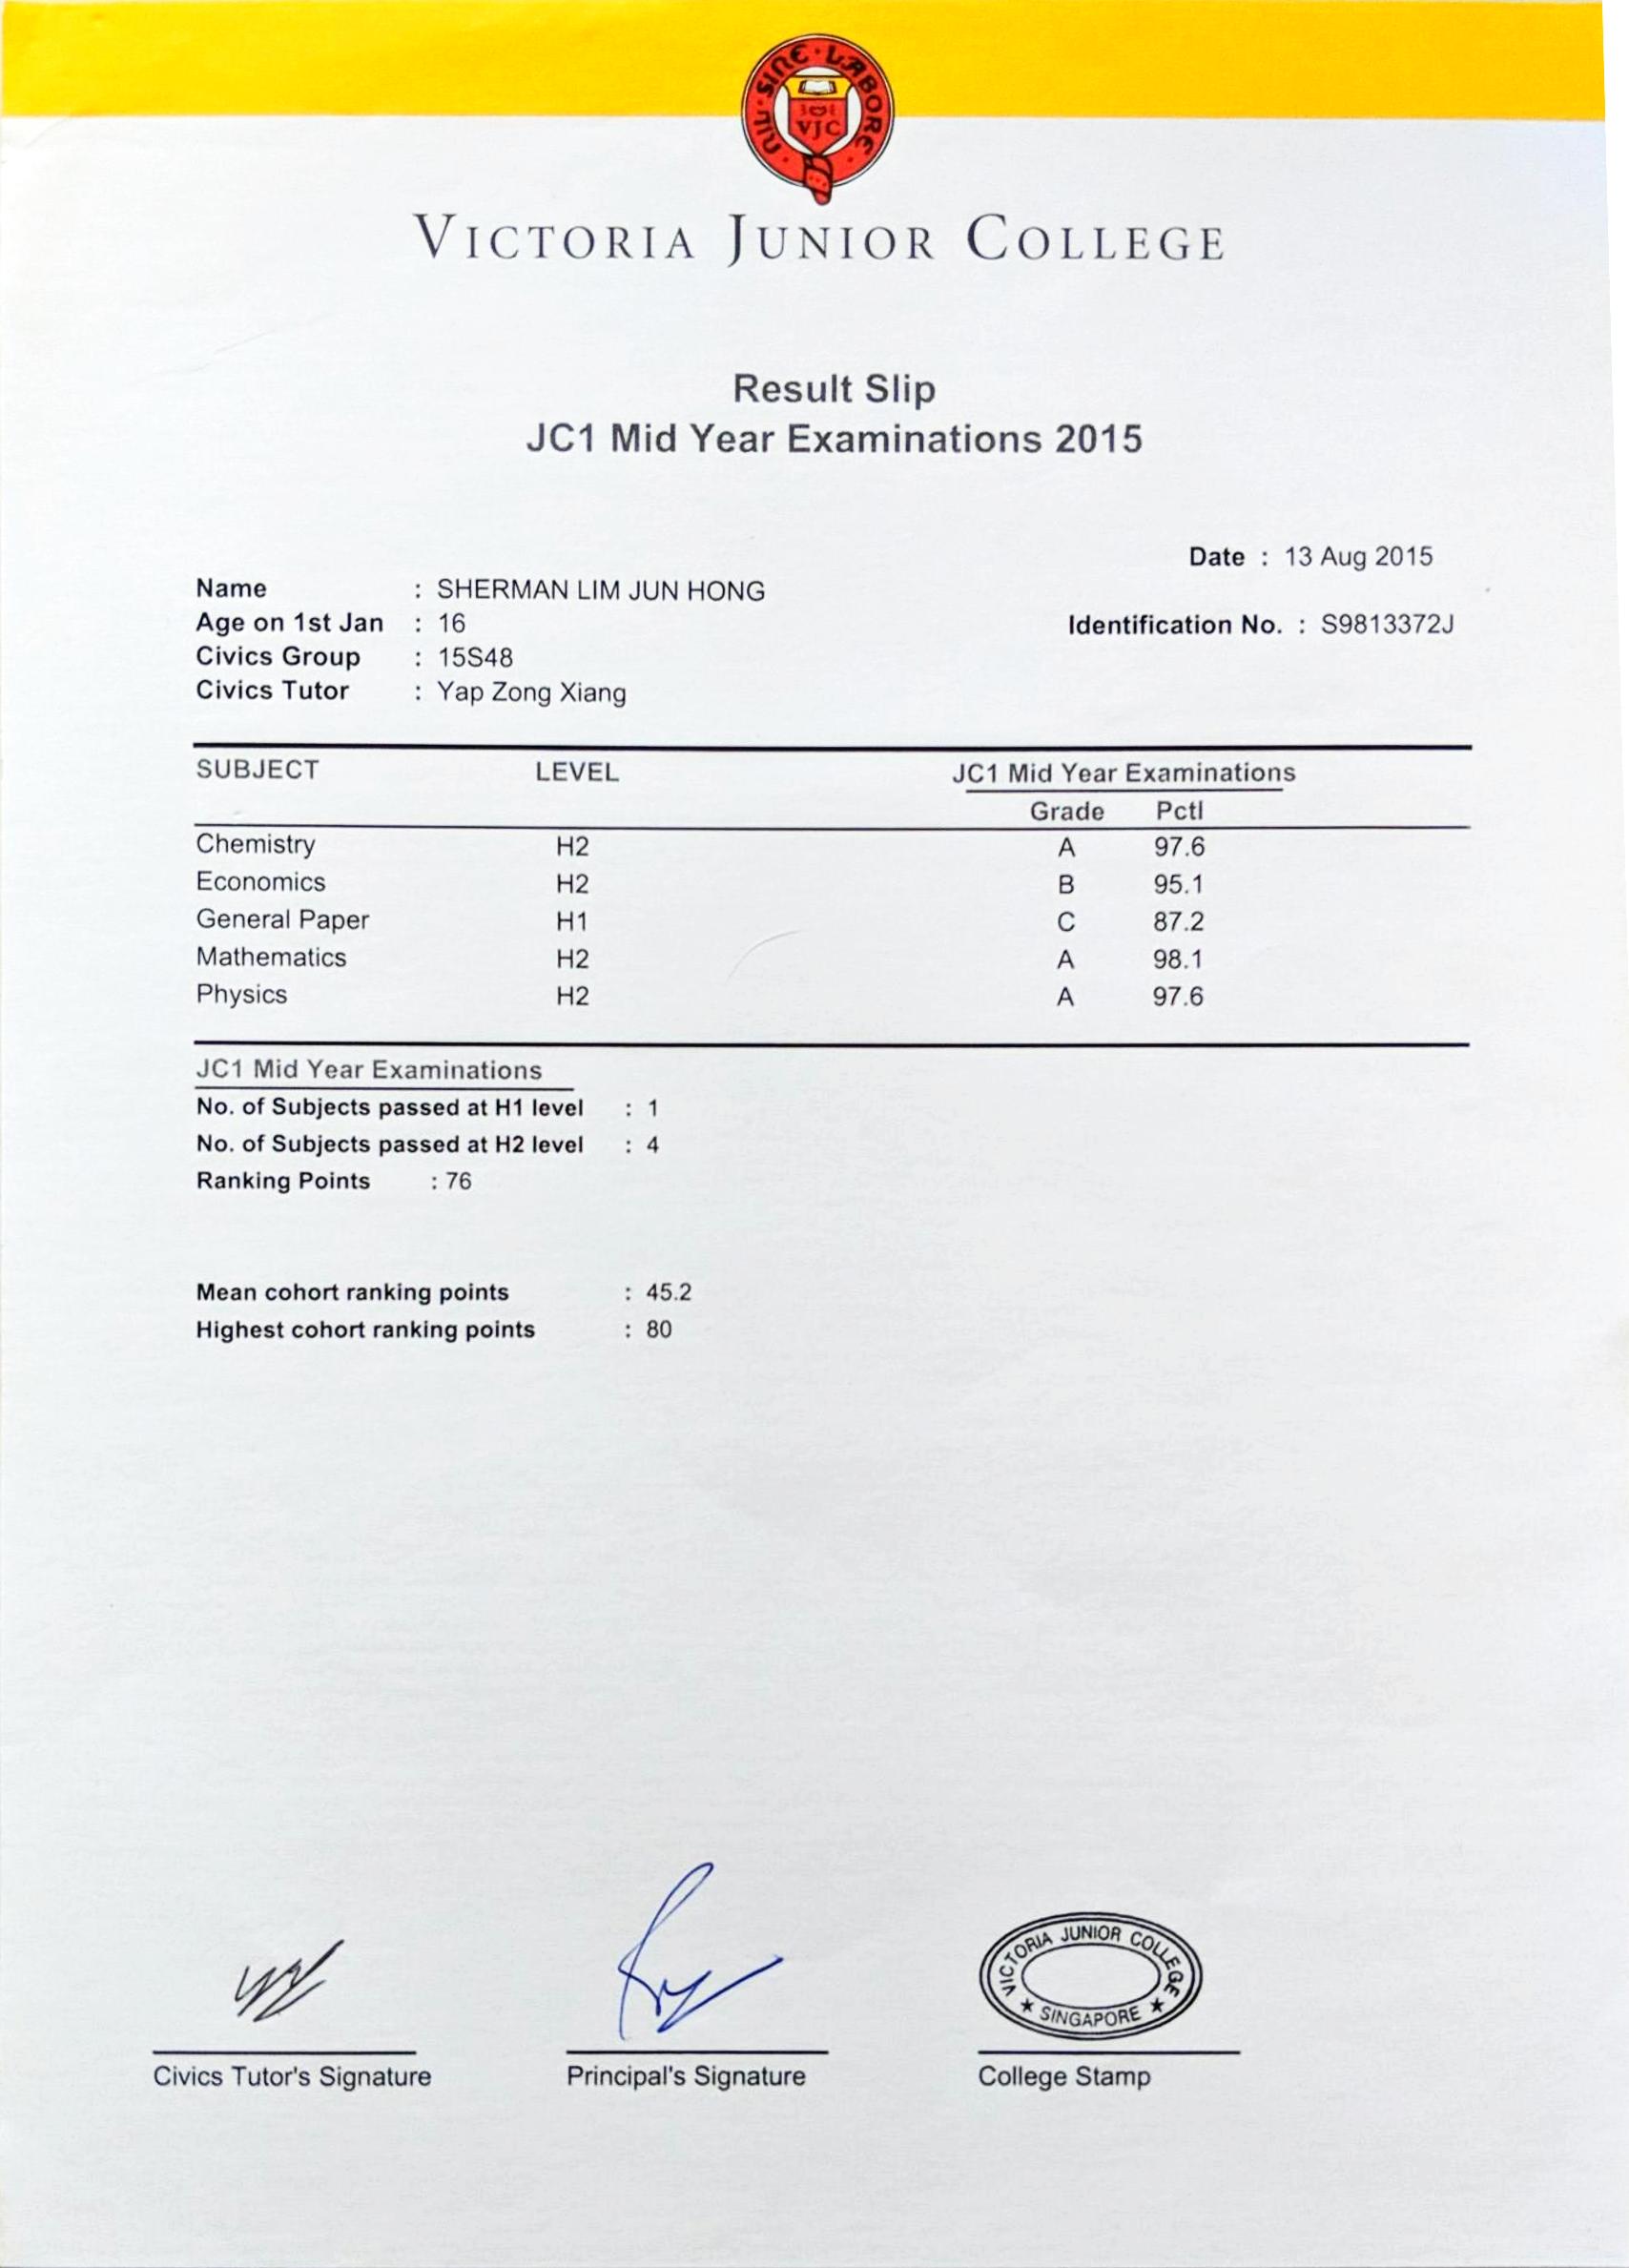 NIL · SINE · LABORE ·
VJC
VICTORIA JUNIOR COLLEGE
Result Slip
JC1 Mid Year Examinations 2015
Date : 13 Aug 2015
Name : SHERMAN LIM JUN HONG
Age on 1st Jan : 16
Identification No. : S9813372J
Civics Group : 15S48
Civics Tutor : Yap Zong Xiang
SUBJECT LEVEL JC1 Mid Year Examinations
Grade Pctl
Chemistry H2 A 97.6
Economics H2 B 95.1
General Paper H1 C 87.2
Mathematics H2 A 98.1
Physics H2 A 97.6
JC1 Mid Year Examinations
No. of Subjects passed at H1 level : 1
No. of Subjects passed at H2 level : 4
Ranking Points : 76
Mean cohort ranking points : 45.2
Highest cohort ranking points : 80
VICTORIA JUNIOR COLLEGE
★ SINGAPORE ★
Civics Tutor's Signature Principal's Signature College Stamp